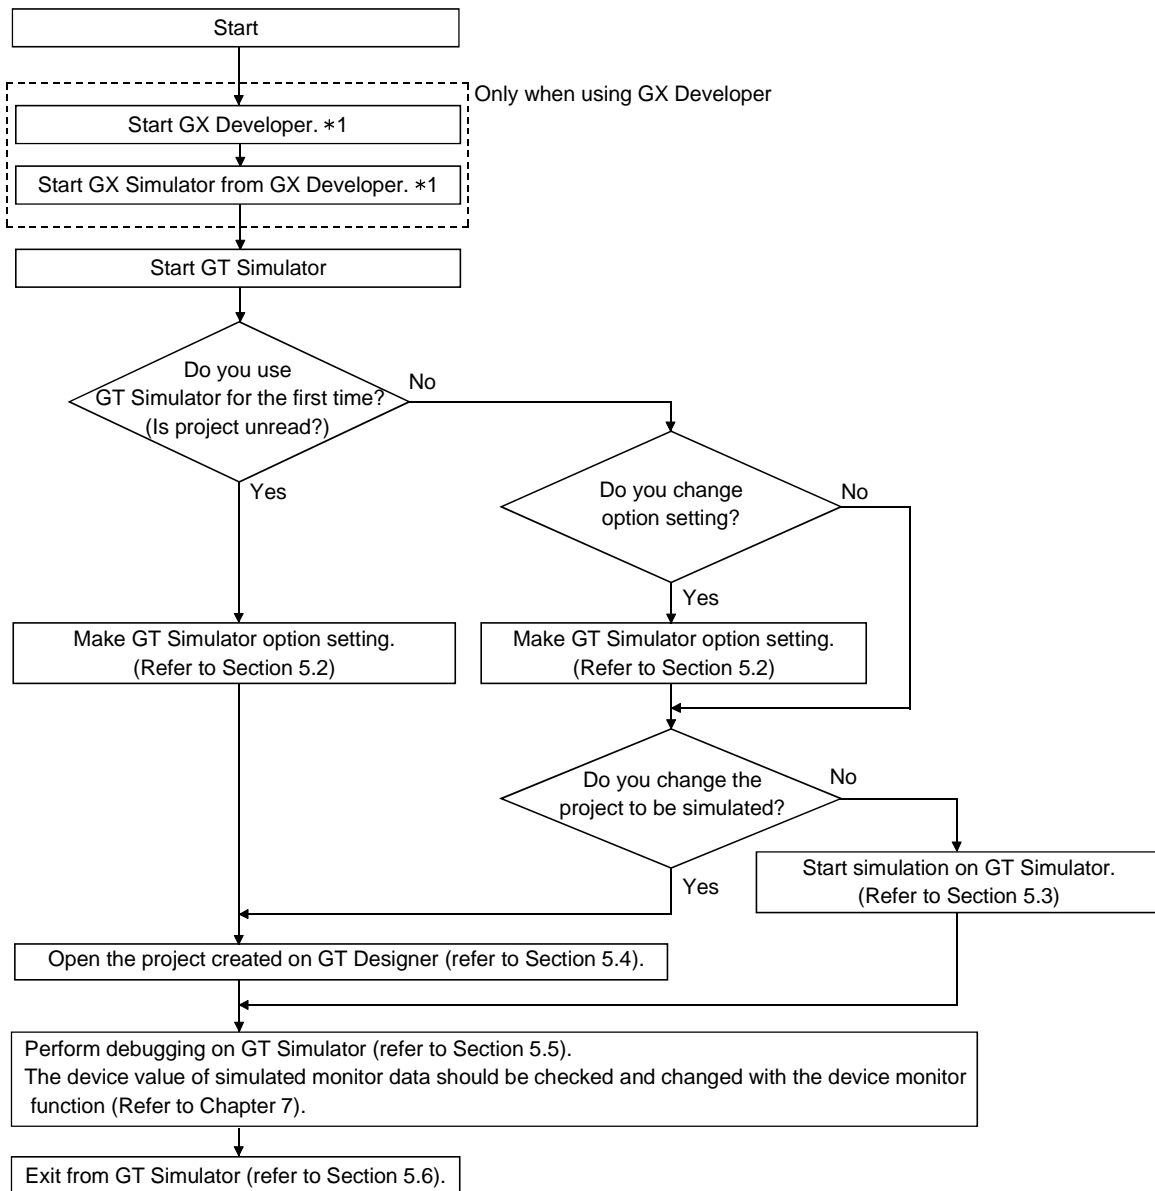 Start
Only when using GX Developer
Start GX Developer. *1
Start GX Simulator from GX Developer. *1
Start GT Simulator
Do you use
GT Simulator for the first time?
(Is project unread?)
No
Yes
Do you change
option setting?
No
Yes
Make GT Simulator option setting.
(Refer to Section 5.2)
Make GT Simulator option setting.
(Refer to Section 5.2)
Do you change the
project to be simulated?
No
Yes
Start simulation on GT Simulator.
(Refer to Section 5.3)
Open the project created on GT Designer (refer to Section 5.4).
Perform debugging on GT Simulator (refer to Section 5.5).
The device value of simulated monitor data should be checked and changed with the device monitor
function (Refer to Chapter 7).
Exit from GT Simulator (refer to Section 5.6).